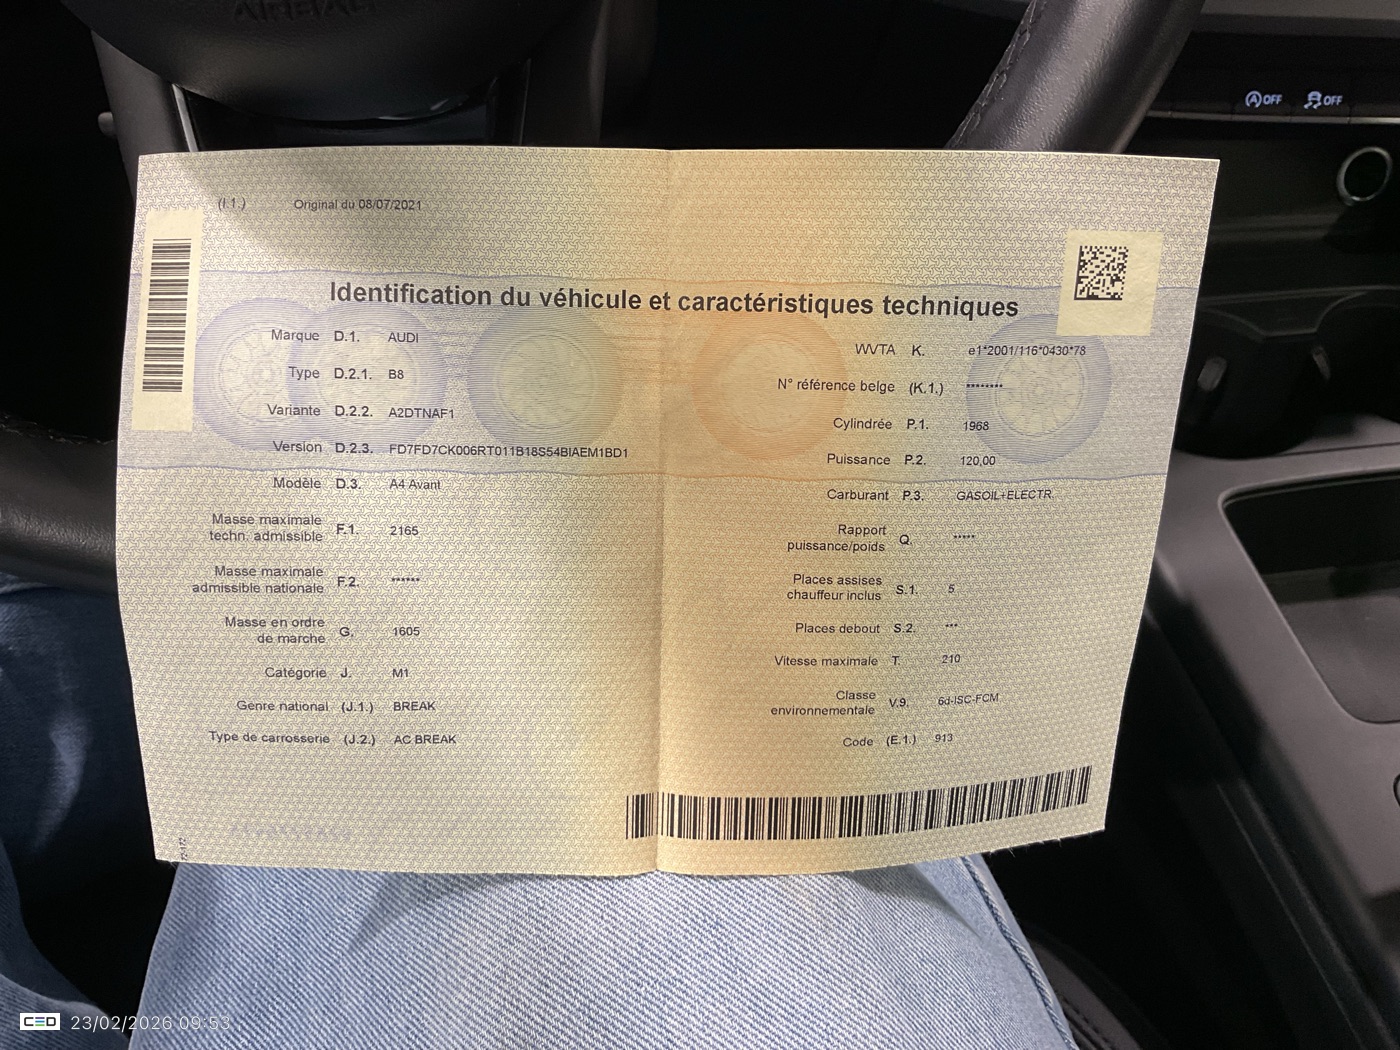 AIRBAG
OFF
OFF
(I.1.) Original du 08/07/2021
Identification du véhicule et caractéristiques techniques
Marque D.1. AUDI
Type D.2.1. B8
Variante D.2.2. A2DTNAF1
Version D.2.3. FD7FD7CK006RT011B18S54BIAEM1BD1
Modèle D.3. A4 Avant
Masse maximale
techn. admissible F.1. 2165
Masse maximale
admissible nationale F.2. ******
Masse en ordre
de marche G. 1605
Catégorie J. M1
Genre national (J.1.) BREAK
Type de carrosserie (J.2.) AC BREAK
WVTA K. e1*2001/116*0430*78
N° référence belge (K.1.) ********
Cylindrée P.1. 1968
Puissance P.2. 120,00
Carburant P.3. GASOIL+ELECTR.
Rapport
puissance/poids Q. *****
Places assises
chauffeur inclus S.1. 5
Places debout S.2. ***
Vitesse maximale T. 210
Classe
environnementale V.9. 6d-ISC-FCM
Code (E.1.) 913
CED 23/02/2026 09:53